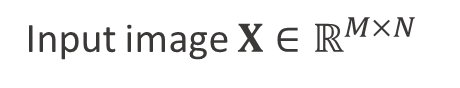 Input image 𝐗 ∈ ℝ^{M×N}